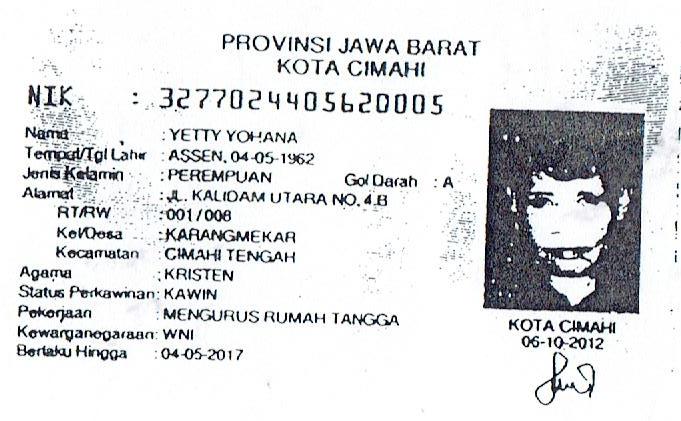 PROVINSI JAWA BARAT
KOTA CIMAHI
NIK : 3277024405620005
Nama : YETTY YOHANA
Tempat/Tgl Lahir : ASSEN, 04-05-1962
Jenis Kelamin : PEREMPUAN Gol Darah : A
Alamat : JL. KALIDAM UTARA NO. 4.B
RT/RW : 001/008
Kel/Desa : KARANGMEKAR
Kecamatan : CIMAHI TENGAH
Agama : KRISTEN
Status Perkawinan: KAWIN
Pekerjaan : MENGURUS RUMAH TANGGA
Kewarganegaraan: WNI
Berlaku Hingga : 04-05-2017
KOTA CIMAHI
06-10-2012